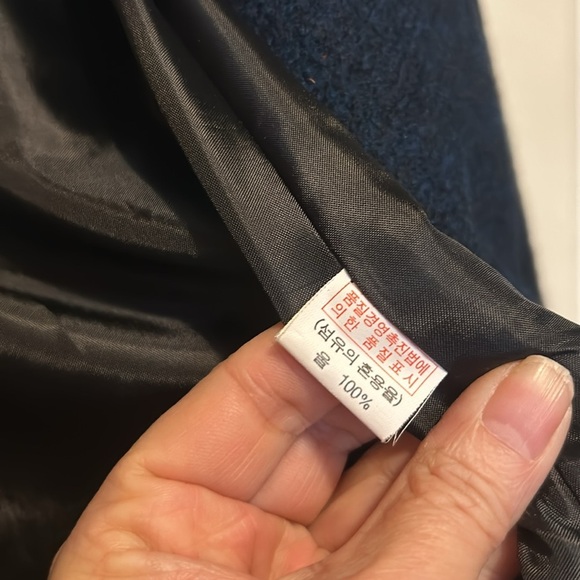 품질경영촉진법에
의한 품질표시
(섬유의 혼용율)
울 100%